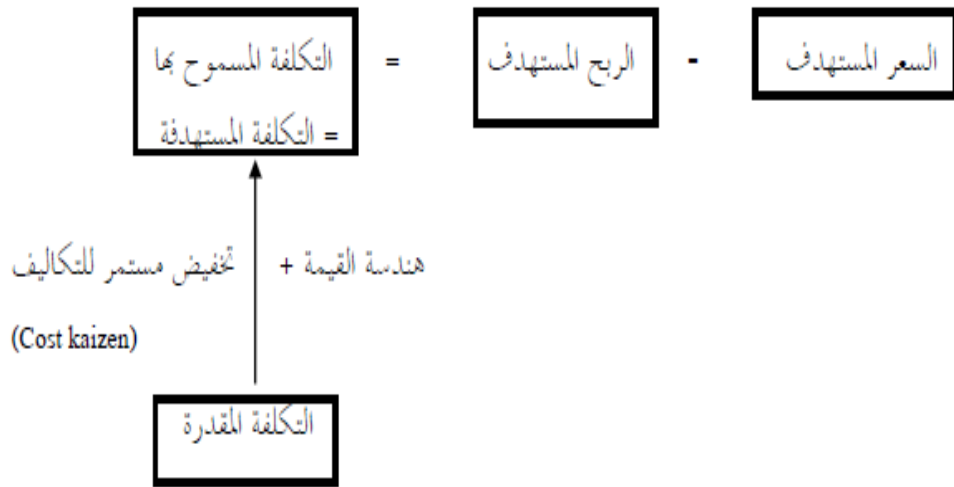 السعر المستهدف - الربح المستهدف = التكلفة المسموح بها
= التكلفة المستهدفة
هندسة القيمة + تخفيض مستمر للتكاليف
(Cost kaizen)
التكلفة المقدرة